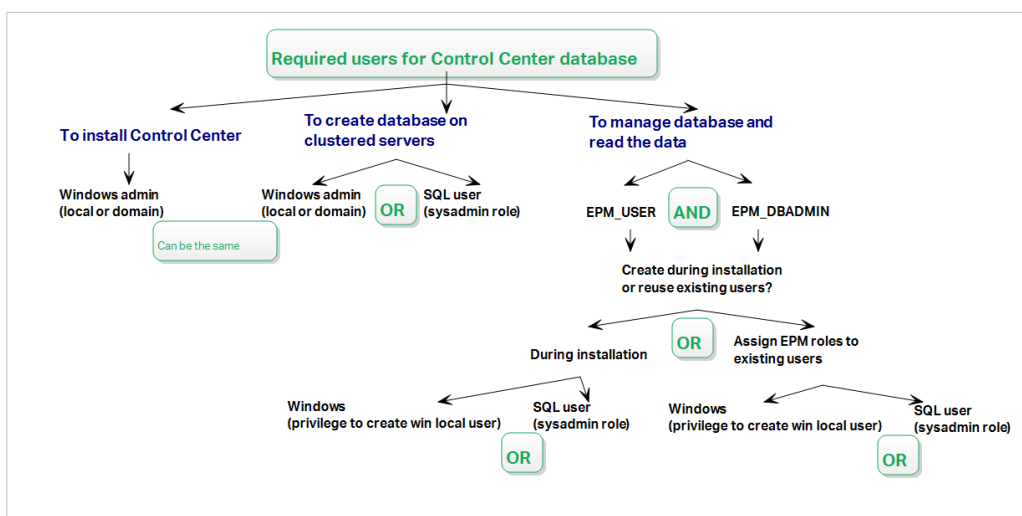 Required users for Control Center database
To install Control Center
To create database on
clustered servers
To manage database and
read the data
Windows admin
(local or domain)
Can be the same
Windows admin
(local or domain)
OR
SQL user
(sysadmin role)
EPM_USER
AND
EPM_DBADMIN
Create during installation
or reuse existing users?
During installation
OR
Assign EPM roles to
existing users
Windows
(privilege to create win local user)
OR
SQL user
(sysadmin role)
Windows
(privilege to create win local user)
OR
SQL user
(sysadmin role)